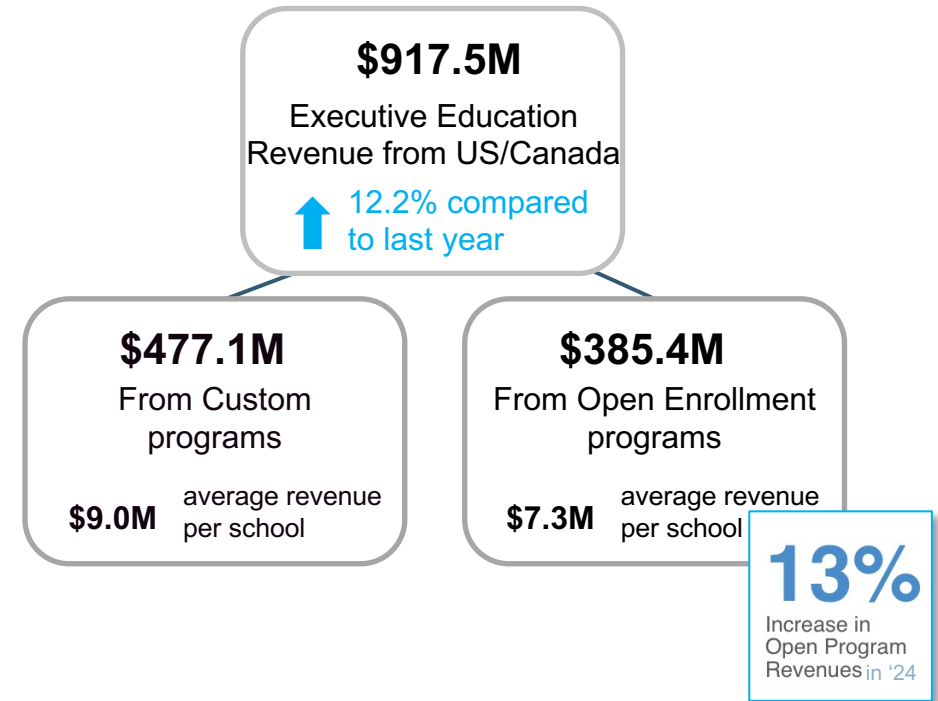 $917.5M
Executive Education
Revenue from US/Canada
12.2% compared
to last year
$477.1M
From Custom
programs
$9.0M
average revenue
per school
$385.4M
From Open Enrollment
programs
$7.3M
average revenue
per school
13%
Increase in
Open Program
Revenues in ‘24